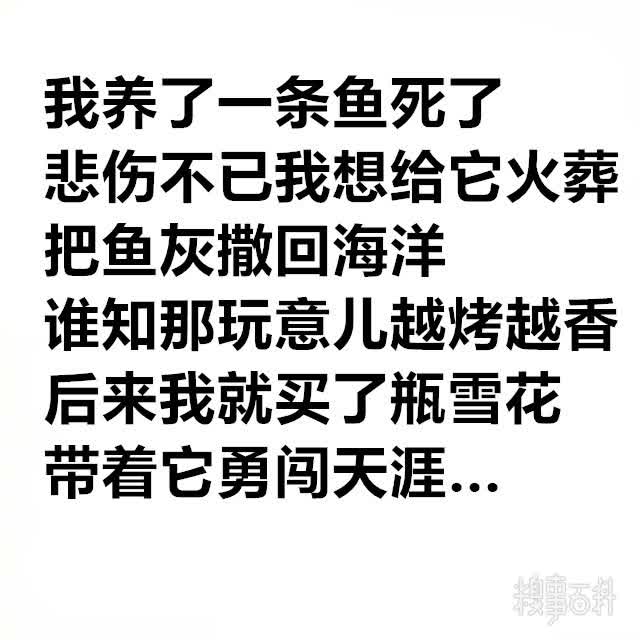 我养了一条鱼死了
悲伤不已我想给它火葬
把鱼灰撒回海洋
谁知那玩意儿越烤越香
后来我就买了瓶雪花
带着它勇闯天涯...
糗事百科